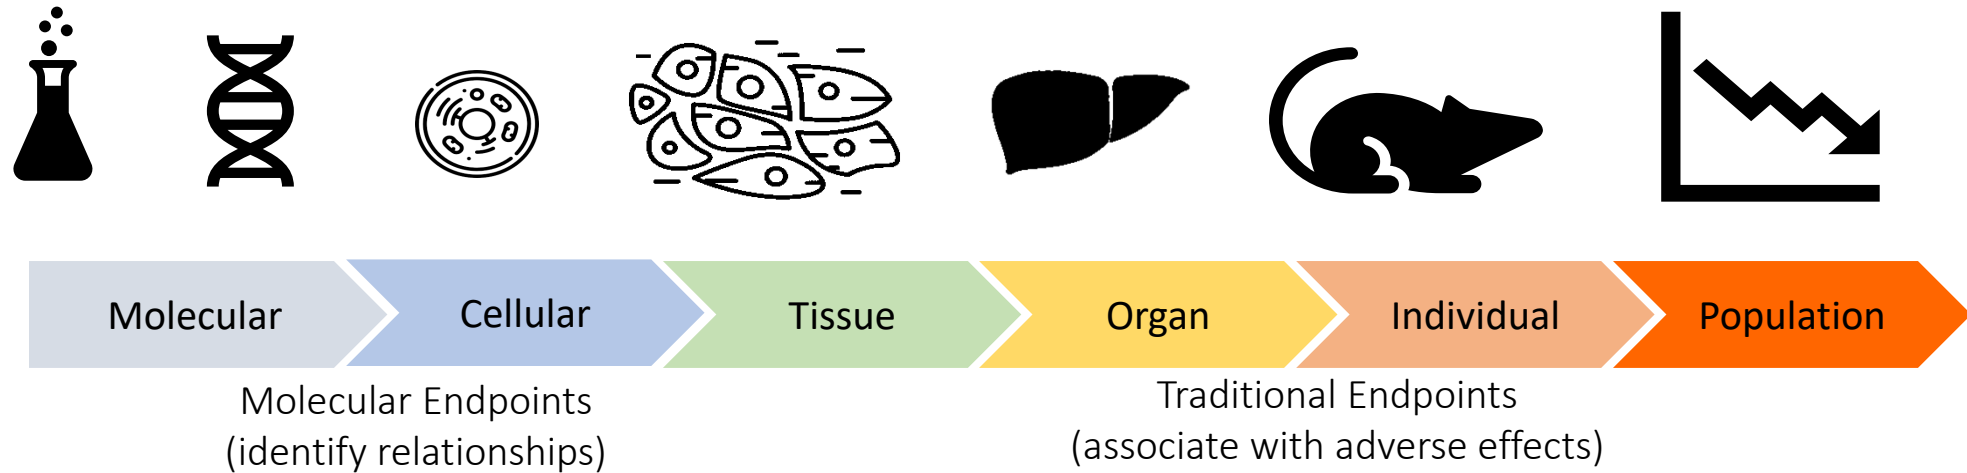 Molecular
Cellular
Tissue
Organ
Individual
Population
Molecular Endpoints
(identify relationships)
Traditional Endpoints
(associate with adverse effects)